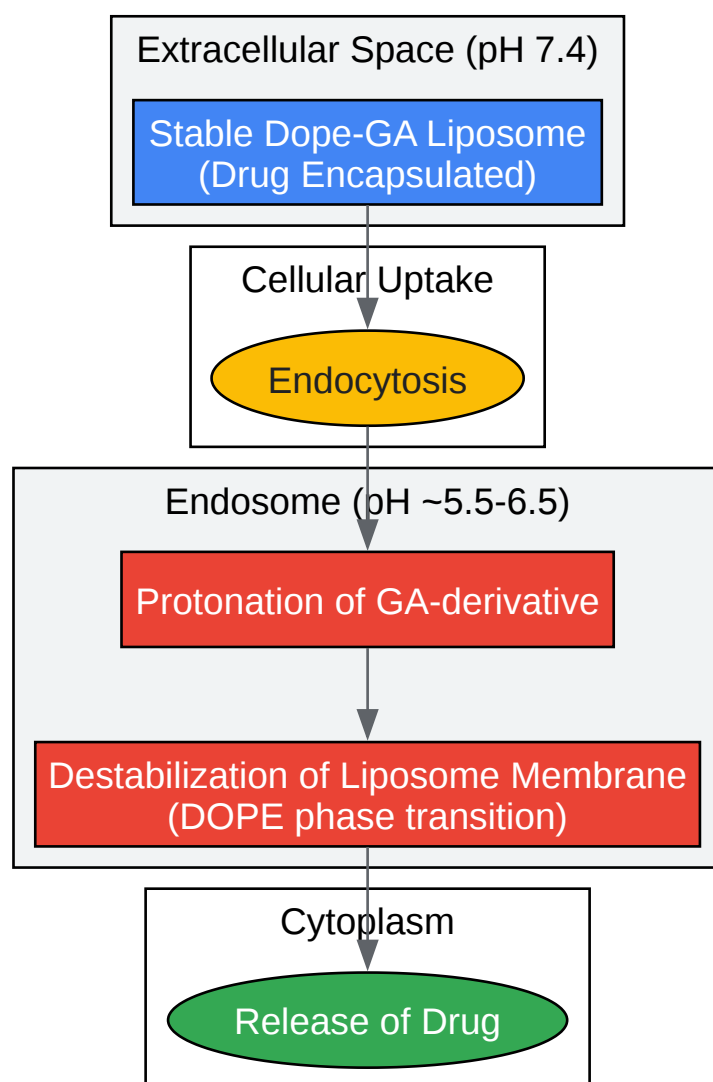 Extracellular Space (pH 7.4)
Stable Dope-GA Liposome
(Drug Encapsulated)
Cellular Uptake
Endocytosis
Endosome (pH ~5.5-6.5)
Protonation of GA-derivative
Destabilization of Liposome Membrane
(DOPE phase transition)
Cytoplasm
Release of Drug